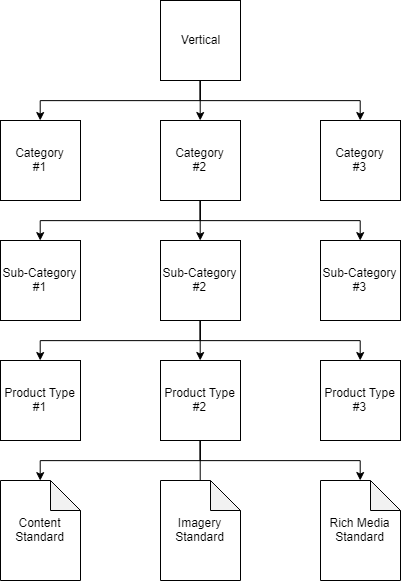 Vertical
Category
#1
Category
#2
Category
#3
Sub-Category
#1
Sub-Category
#2
Sub-Category
#3
Product Type
#1
Product Type
#2
Product Type
#3
Content
Standard
Imagery
Standard
Rich Media
Standard